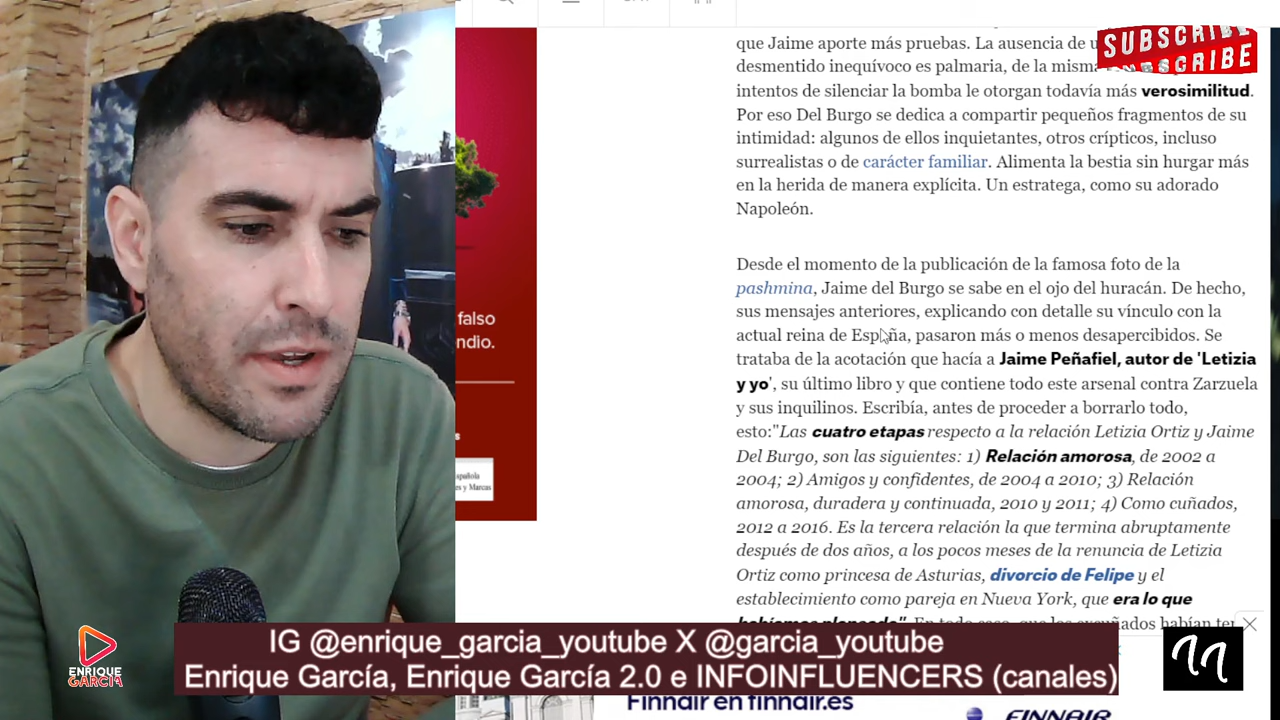 que Jaime aporte más pruebas. La ausencia de
SUBSCRIBE
desmentido inequívoco es palmaria, de la misma
intentos de silenciar la bomba le otorgan todavía más verosimilitud.
Por eso Del Burgo se dedica a compartir pequeños fragmentos de su
intimidad: algunos de ellos inquietantes, otros crípticos, incluso
surrealistas o de carácter familiar. Alimenta la bestia sin hurgar más
en la herida de manera explícita. Un estratega, como su adorado
Napoleón.
Desde el momento de la publicación de la famosa foto de la
pashmina, Jaime del Burgo se sabe en el ojo del huracán. De hecho,
sus mensajes anteriores, explicando con detalle su vínculo con la
actual reina de España, pasaron más o menos desapercibidos. Se
trataba de la acotación que hacía a Jaime Peñafiel, autor de 'Letizia
y yo', su último libro y que contiene todo este arsenal contra Zarzuela
y sus inquilinos. Escribía, antes de proceder a borrarlo todo,
esto:"Las cuatro etapas respecto a la relación Letizia Ortiz y Jaime
Del Burgo, son las siguientes: 1) Relación amorosa, de 2002 a
2004; 2) Amigos y confidentes, de 2004 a 2010; 3) Relación
amorosa, duradera y continuada, 2010 y 2011; 4) Como cuñados,
2012 a 2016. Es la tercera relación la que termina abruptamente
después de dos años, a los pocos meses de la renuncia de Letizia
Ortiz como princesa de Asturias, divorcio de Felipe y el
establecimiento como pareja en Nueva York, que era lo que
falso
ndio.
española
es y Marcas
IG @enrique_garcia_youtube X @garcia_youtube
Enrique García, Enrique García 2.0 e INFOINFLUENCERS (canales)
ENRIQUE
GARCÍA
Finnair en finnair.es
FINNAIR